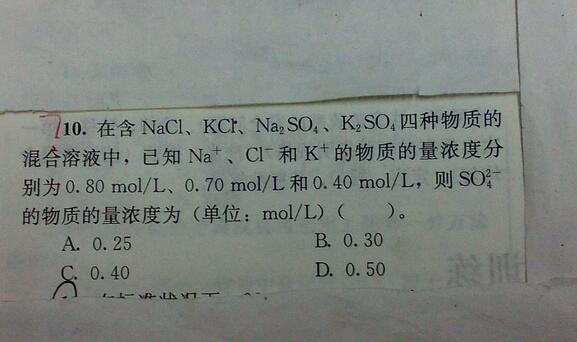 10. 在含 NaCl、KCl、Na₂SO₄、K₂SO₄ 四种物质的
混合溶液中，已知 Na⁺、Cl⁻ 和 K⁺ 的物质的量浓度分
别为 0.80 mol/L、0.70 mol/L 和 0.40 mol/L，则 SO₄²⁻
的物质的量浓度为（单位：mol/L）（　　）。
A. 0.25 B. 0.30
C. 0.40 D. 0.50
训练